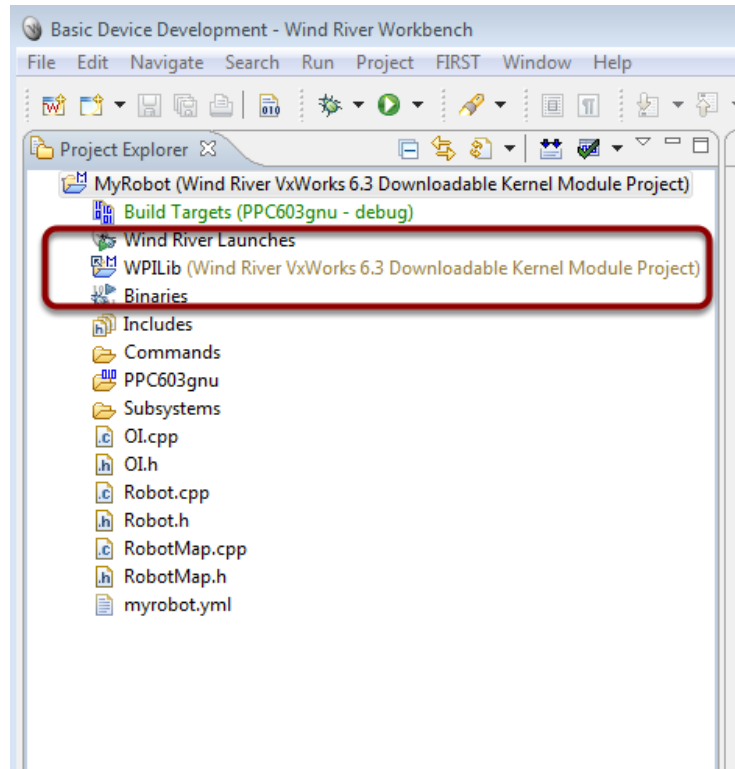 Basic Device Development - Wind River Workbench
File Edit Navigate Search Run Project FIRST Window Help
Project Explorer
MyRobot (Wind River VxWorks 6.3 Downloadable Kernel Module Project)
Build Targets (PPC603gnu - debug)
Wind River Launches
WPILib (Wind River VxWorks 6.3 Downloadable Kernel Module Project)
Binaries
Includes
Commands
PPC603gnu
Subsystems
OI.cpp
OI.h
Robot.cpp
Robot.h
RobotMap.cpp
RobotMap.h
myrobot.yml